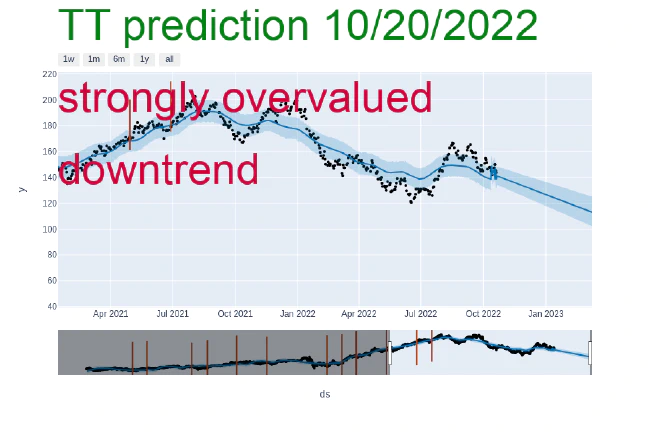 TT prediction 10/20/2022
1w 1m 6m 1y all
220
strongly overvalued
200
180
160
downtrend
140
120
100
80
60
40
y
Apr 2021 Jul 2021 Oct 2021 Jan 2022 Apr 2022 Jul 2022 Oct 2022 Jan 2023
ds